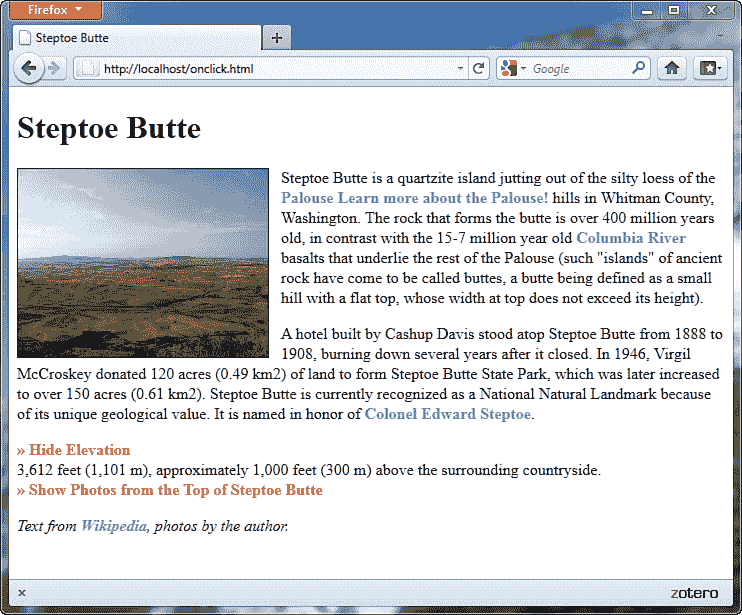 Firefox
Steptoe Butte
http://localhost/onclick.html
Google
Steptoe Butte
Steptoe Butte is a quartzite island jutting out of the silty loess of the
Palouse Learn more about the Palouse! hills in Whitman County,
Washington. The rock that forms the butte is over 400 million years
old, in contrast with the 15-7 million year old Columbia River
basalts that underlie the rest of the Palouse (such "islands" of ancient
rock have come to be called buttes, a butte being defined as a small
hill with a flat top, whose width at top does not exceed its height).
A hotel built by Cashup Davis stood atop Steptoe Butte from 1888 to
1908, burning down several years after it closed. In 1946, Virgil
McCroskey donated 120 acres (0.49 km2) of land to form Steptoe Butte State Park, which was later increased
to over 150 acres (0.61 km2). Steptoe Butte is currently recognized as a National Natural Landmark because
of its unique geological value. It is named in honor of Colonel Edward Steptoe.
» Hide Elevation
3,612 feet (1,101 m), approximately 1,000 feet (300 m) above the surrounding countryside.
» Show Photos from the Top of Steptoe Butte
Text from Wikipedia, photos by the author.
x
zotero